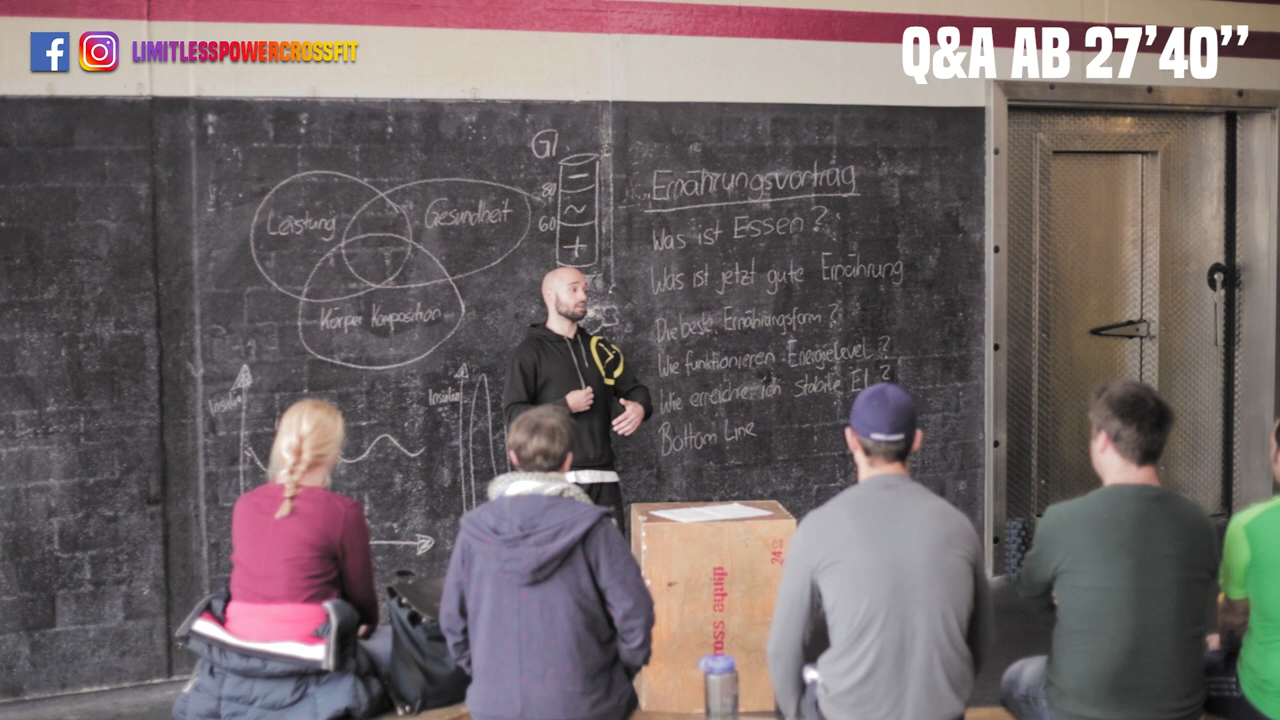 LIMITLESSPOWERCROSSFIT
Q&A AB 27’40’’
GI
80
60
Leistung
Gesundheit
Körper Komposition
Insulin
Insulin
Ernährungsvortrag
Was ist Essen?
Was ist jetzt gute Ernährung
Die beste Ernährungsform?
Wie funktionieren Energielevel?
Wie erreiche ich stabile EL?
Bottom Line
24"